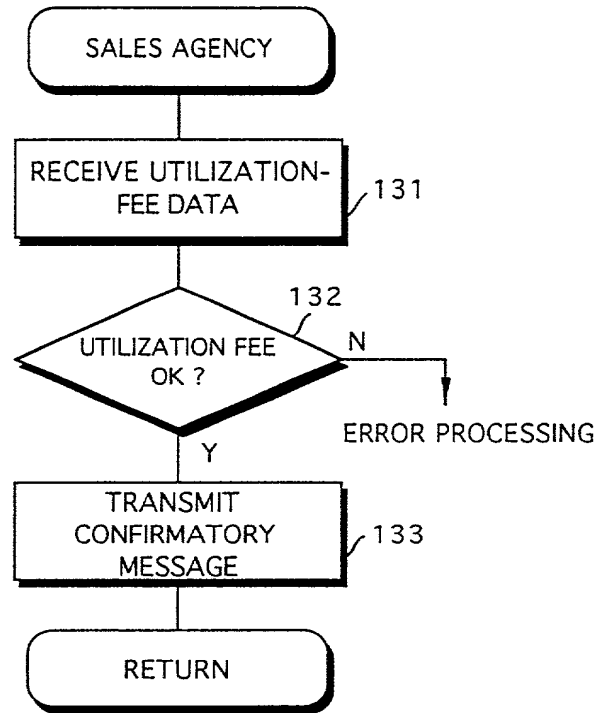 SALES AGENCY
RECEIVE UTILIZATION-
FEE DATA
131
132
UTILIZATION FEE
OK ?
N
ERROR PROCESSING
Y
TRANSMIT
CONFIRMATORY
MESSAGE
133
RETURN